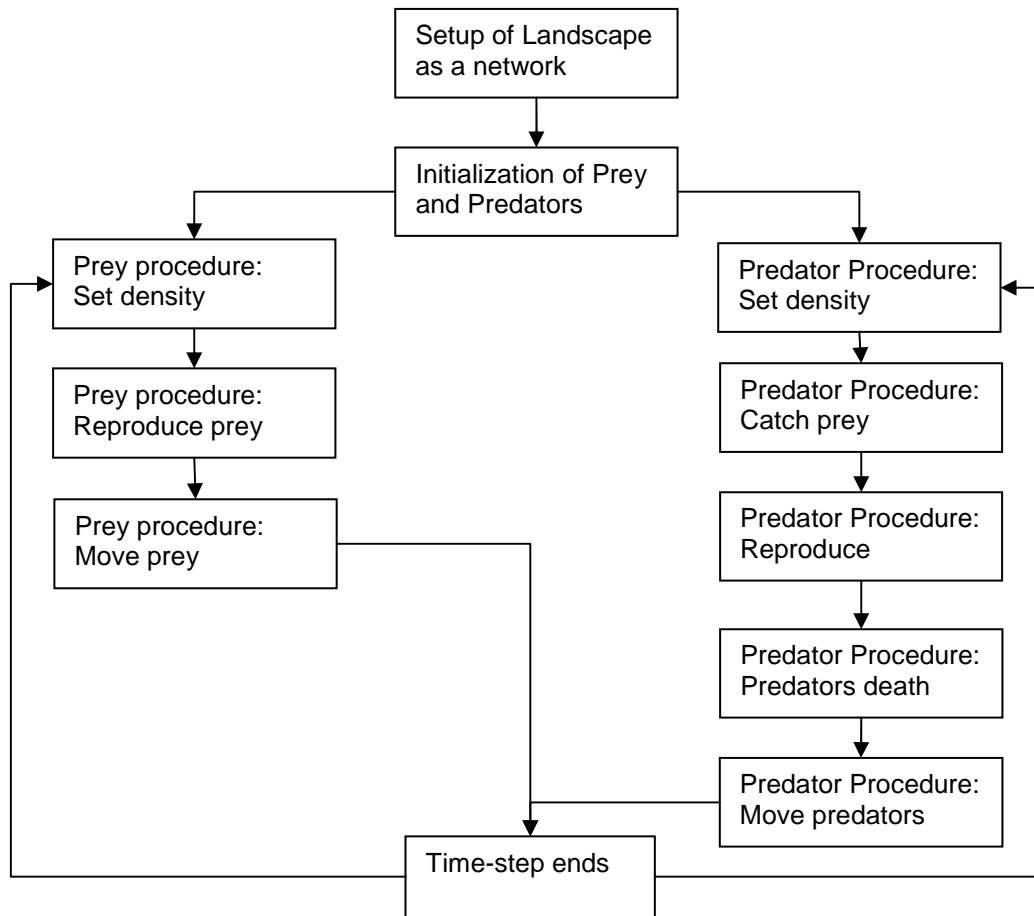 Setup of Landscape
as a network
Initialization of Prey
and Predators
Prey procedure:
Set density
Prey procedure:
Reproduce prey
Prey procedure:
Move prey
Predator Procedure:
Set density
Predator Procedure:
Catch prey
Predator Procedure:
Reproduce
Predator Procedure:
Predators death
Predator Procedure:
Move predators
Time-step ends